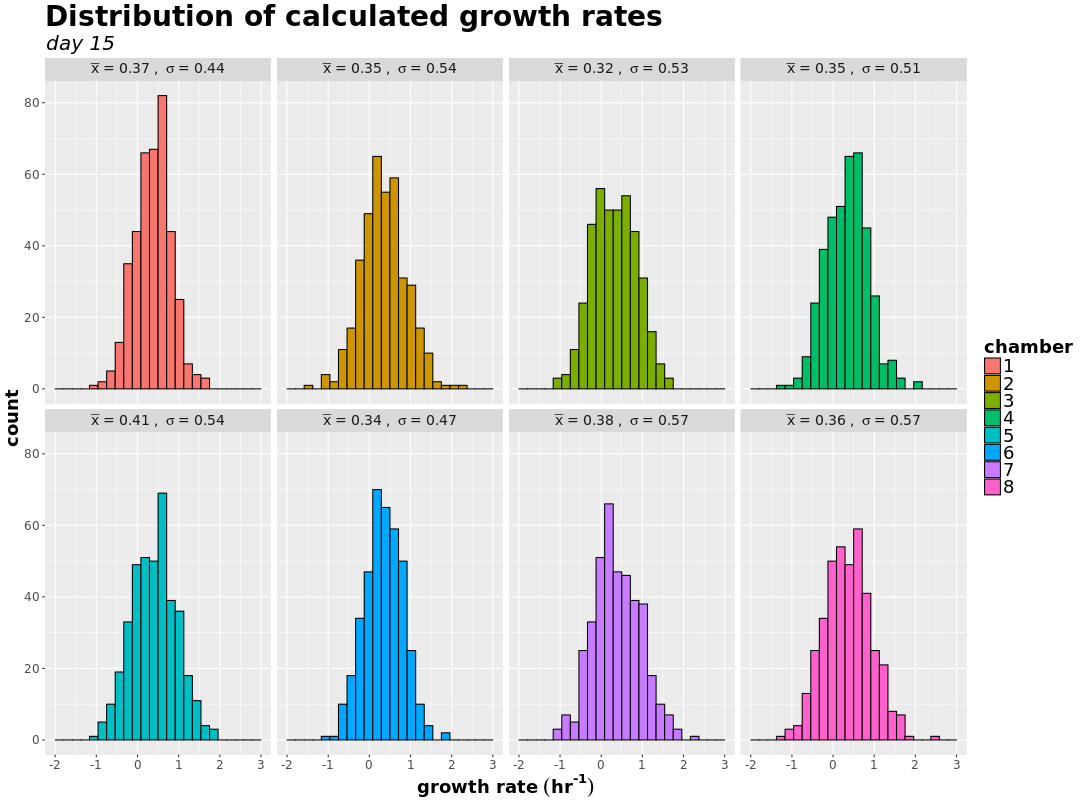 Distribution of calculated growth rates
day 15
x̅ = 0.37 , σ = 0.44
x̅ = 0.35 , σ = 0.54
x̅ = 0.32 , σ = 0.53
x̅ = 0.35 , σ = 0.51
80
60
40
20
0
x̅ = 0.41 , σ = 0.54
x̅ = 0.34 , σ = 0.47
x̅ = 0.38 , σ = 0.57
x̅ = 0.36 , σ = 0.57
80
60
40
20
0
-2 -1 0 1 2 3
-2 -1 0 1 2 3
-2 -1 0 1 2 3
-2 -1 0 1 2 3
growth rate (hr⁻¹)
count
chamber
1
2
3
4
5
6
7
8